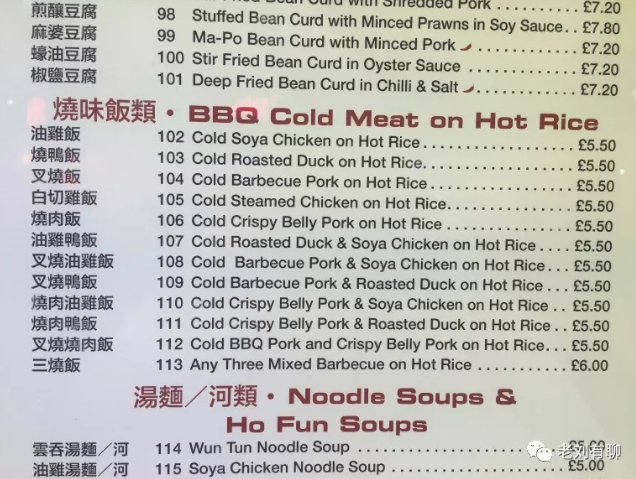 Fried Bean Curd with Shredded Pork £7.20
煎釀豆腐 98 Stuffed Bean Curd with Minced Prawns in Soy Sauce.. £7.80
麻婆豆腐 99 Ma-Po Bean Curd with Minced Pork £7.20
蠔油豆腐 100 Stir Fried Bean Curd in Oyster Sauce £7.20
椒鹽豆腐 101 Deep Fried Bean Curd in Chilli & Salt £7.20
燒味飯類・BBQ Cold Meat on Hot Rice
油雞飯 102 Cold Soya Chicken on Hot Rice £5.50
燒鴨飯 103 Cold Roasted Duck on Hot Rice £5.50
叉燒飯 104 Cold Barbecue Pork on Hot Rice £5.50
白切雞飯 105 Cold Steamed Chicken on Hot Rice £5.50
燒肉飯 106 Cold Crispy Belly Pork on Hot Rice £5.50
油雞鴨飯 107 Cold Roasted Duck & Soya Chicken on Hot Rice £5.50
叉燒油雞飯 108 Cold Barbecue Pork & Soya Chicken on Hot Rice £5.50
叉燒鴨飯 109 Cold Barbecue Pork & Roasted Duck on Hot Rice £5.50
燒肉油雞飯 110 Cold Crispy Belly Pork & Soya Chicken on Hot Rice £5.50
燒肉鴨飯 111 Cold Crispy Belly Pork & Roasted Duck on Hot Rice £5.50
叉燒燒肉飯 112 Cold BBQ Pork and Crispy Belly Pork on Hot Rice £5.50
三燒飯 113 Any Three Mixed Barbecue on Hot Rice £6.00
湯麵／河類・Noodle Soups &
Ho Fun Soups
雲吞湯麵／河 114 Wun Tun Noodle Soup £5.00
油雞湯麵／河 115 Soya Chicken Noodle Soup £5.00
老刘有聊